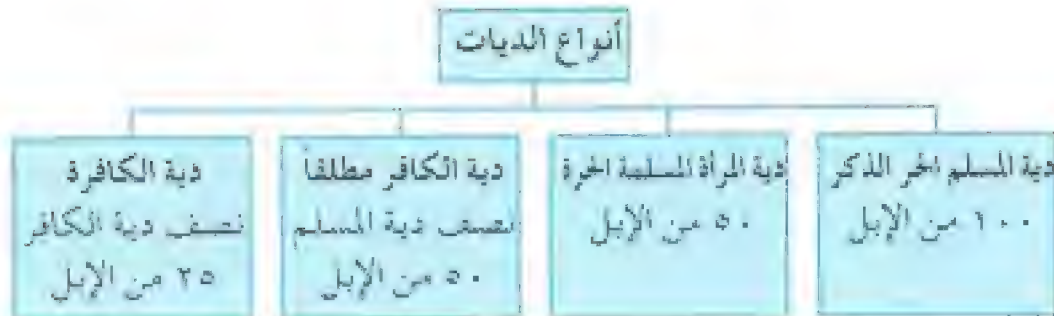 أنواع الديات
دية المسلم الحر الذكر
١٠٠ من الإبل
دية المرأة المسلمة الحرة
٥٠ من الإبل
دية الكافر مطلقاً
نصف دية المسلم
٥٠ من الإبل
دية الكافرة
نصف دية الكافر
٢٥ من الإبل